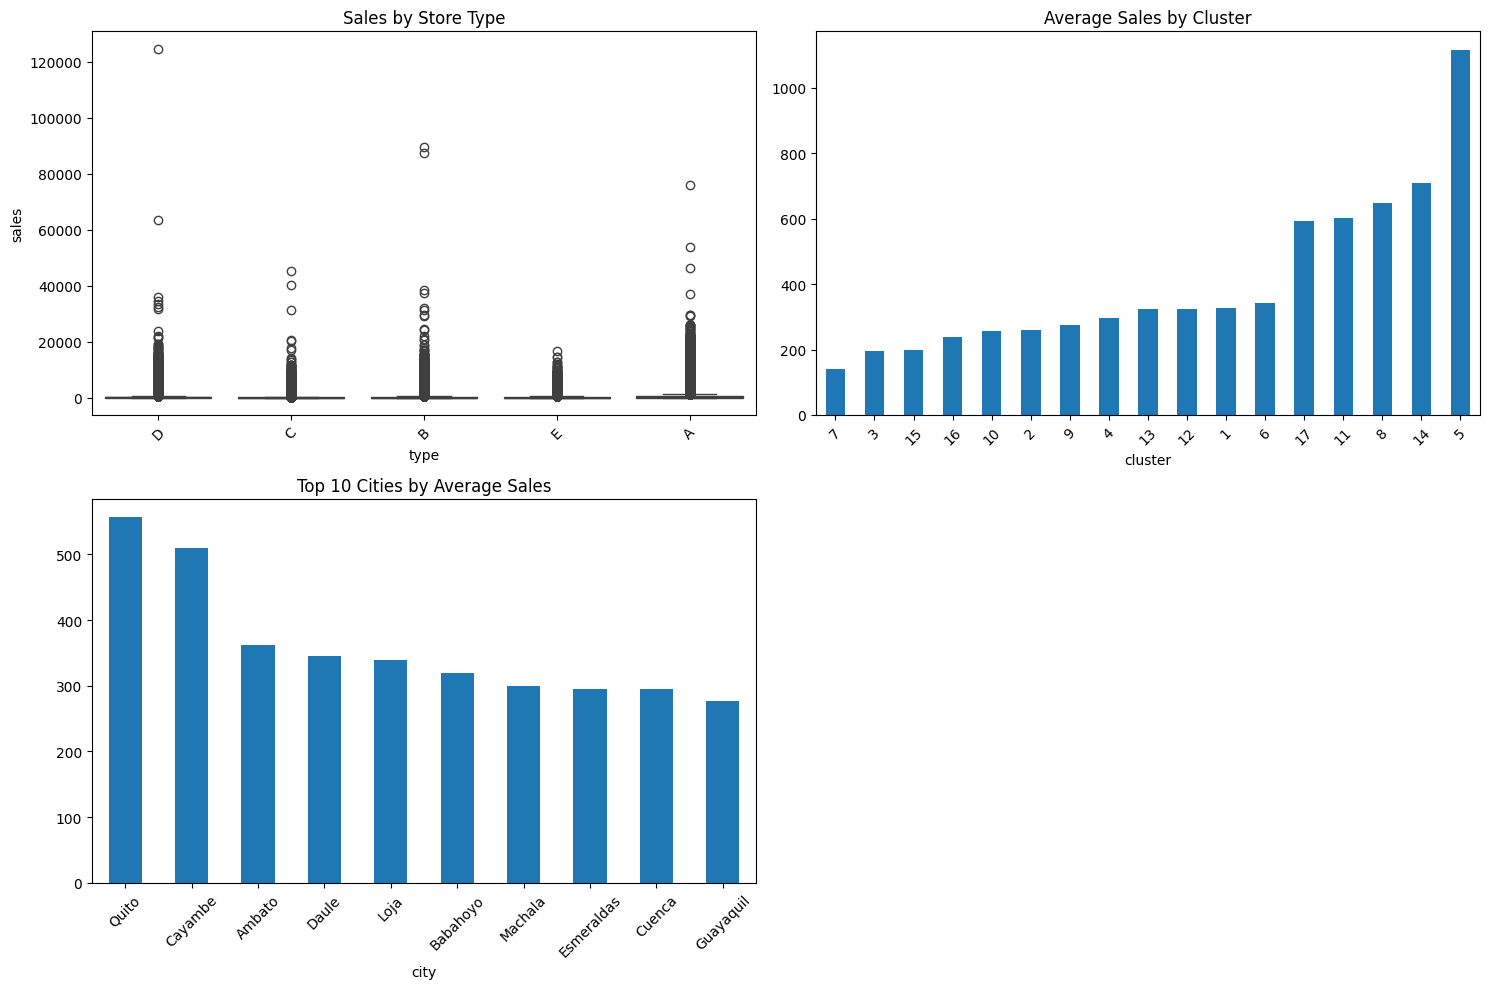 Sales by Store Type
120000
100000
80000
60000
40000
20000
0
sales
D C B E A
type
Average Sales by Cluster
1000
800
600
400
200
0
7 3 15 16 10 2 9 4 13 12 1 6 17 11 8 14 5
cluster
Top 10 Cities by Average Sales
500
400
300
200
100
0
Quito Cayambe Ambato Daule Loja Babahoyo Machala Esmeraldas Cuenca Guayaquil
city